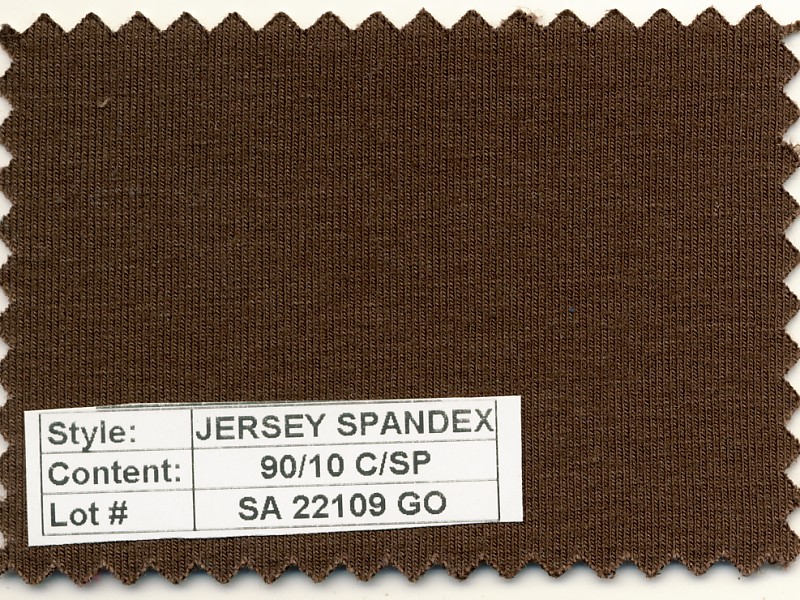 Style: JERSEY SPANDEX
Content: 90/10 C/SP
Lot # SA 22109 GO